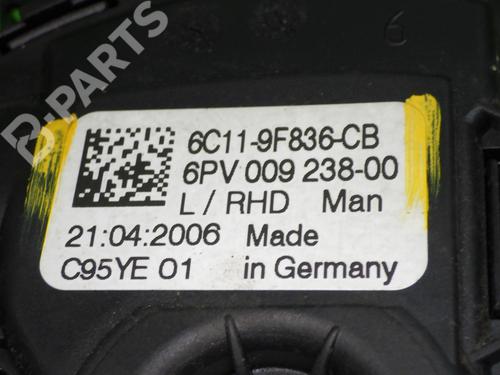 B-PARTS
6
6C11-9F836-CB
6PV 009 238-00
L / RHD Man
21:04:2006 Made
C95YE 01 in Germany